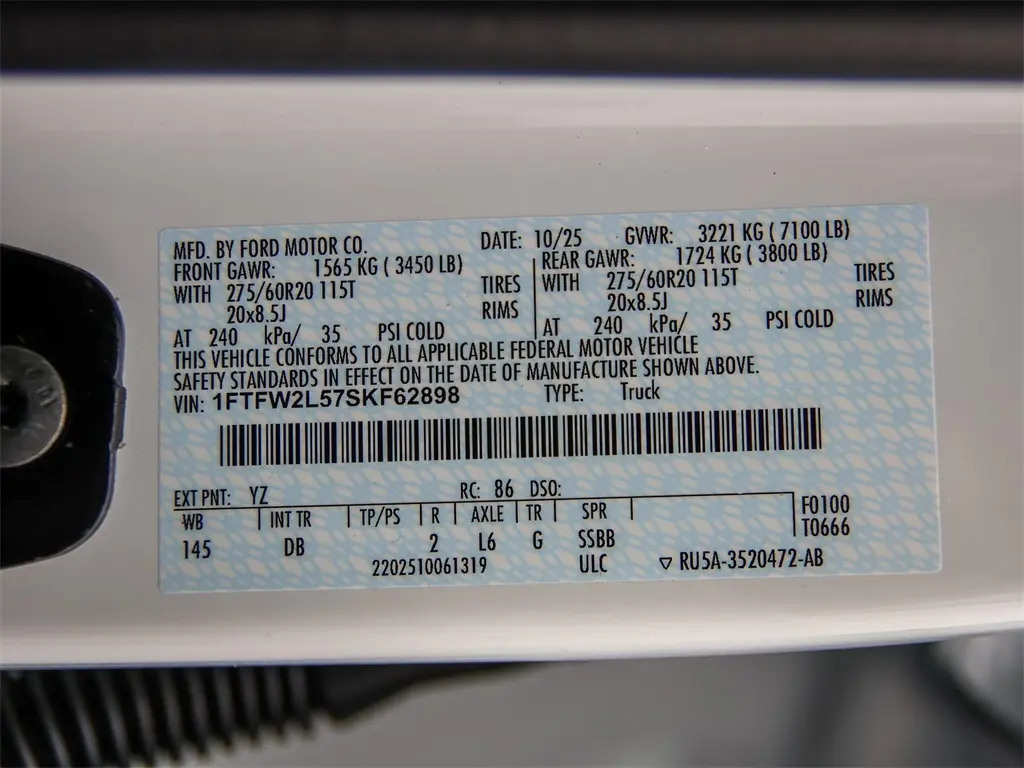 MFD. BY FORD MOTOR CO. DATE: 10/25 GVWR: 3221 KG ( 7100 LB)
FRONT GAWR: 1565 KG ( 3450 LB) REAR GAWR: 1724 KG ( 3800 LB)
WITH 275/60R20 115T TIRES WITH 275/60R20 115T TIRES
20x8.5J RIMS 20x8.5J RIMS
AT 240 kPa/ 35 PSI COLD AT 240 kPa/ 35 PSI COLD
THIS VEHICLE CONFORMS TO ALL APPLICABLE FEDERAL MOTOR VEHICLE
SAFETY STANDARDS IN EFFECT ON THE DATE OF MANUFACTURE SHOWN ABOVE.
VIN: 1FTFW2L57SKF62898 TYPE: Truck
EXT PNT: YZ RC: 86 DSO:
WB INT TR TP/PS R AXLE TR SPR F0100
T0666
145 DB 2 L6 G SSBB
2202510061319 ULC ▽ RU5A-3520472-AB